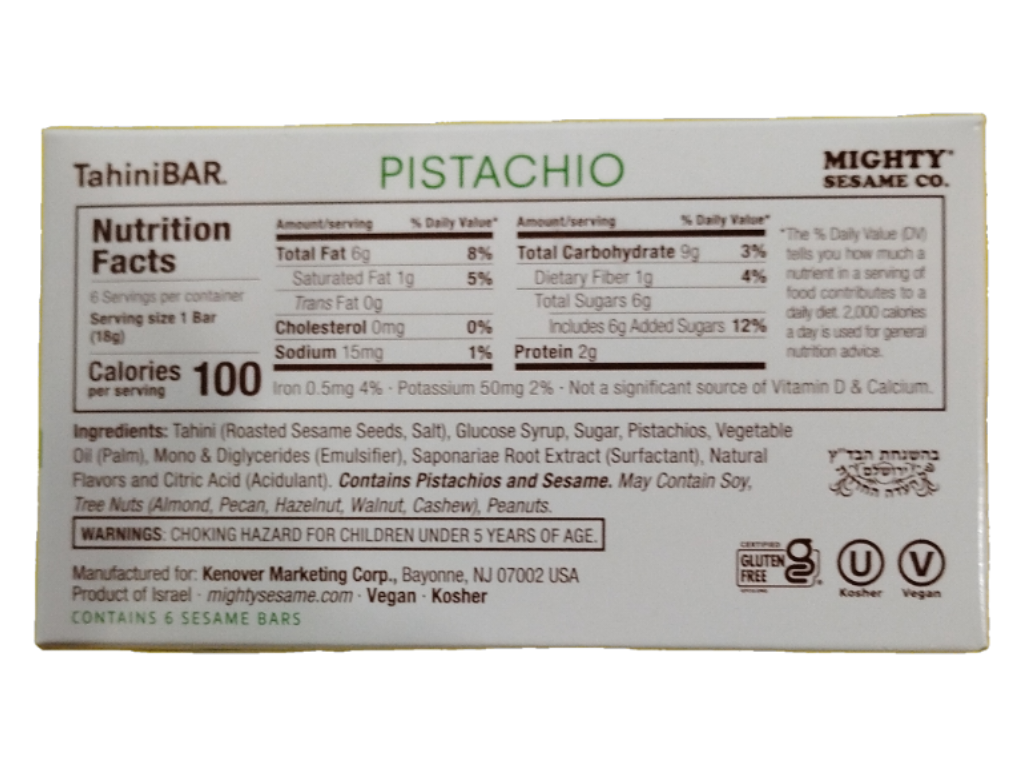 TahiniBAR.
PISTACHIO
MIGHTY
SESAME CO.
Nutrition
Facts
6 Servings per container
Serving size 1 Bar
(18g)
Calories 100
per serving
Amount/serving % Daily Value*
Total Fat 6g 8%
Saturated Fat 1g 5%
Trans Fat 0g
Cholesterol 0mg 0%
Sodium 15mg 1%
Amount/serving % Daily Value*
Total Carbohydrate 9g 3%
Dietary Fiber 1g 4%
Total Sugars 6g
Includes 6g Added Sugars 12%
Protein 2g
*The % Daily Value (DV)
tells you how much a
nutrient in a serving of
food contributes to a
daily diet. 2,000 calories
a day is used for general
nutrition advice.
Iron 0.5mg 4% · Potassium 50mg 2% · Not a significant source of Vitamin D & Calcium.
Ingredients: Tahini (Roasted Sesame Seeds, Salt), Glucose Syrup, Sugar, Pistachios, Vegetable
Oil (Palm), Mono & Diglycerides (Emulsifier), Saponariae Root Extract (Surfactant), Natural
Flavors and Citric Acid (Acidulant). Contains Pistachios and Sesame. May Contain Soy,
Tree Nuts (Almond, Pecan, Hazelnut, Walnut, Cashew), Peanuts.
WARNINGS: CHOKING HAZARD FOR CHILDREN UNDER 5 YEARS OF AGE.
Manufactured for: Kenover Marketing Corp., Bayonne, NJ 07002 USA
Product of Israel · mightysesame.com · Vegan · Kosher
CONTAINS 6 SESAME BARS
בהשגחת הבד"ץ
ירושלם
העדה החרדית
CERTIFIED
GLUTEN
FREE
U
Kosher
V
Vegan